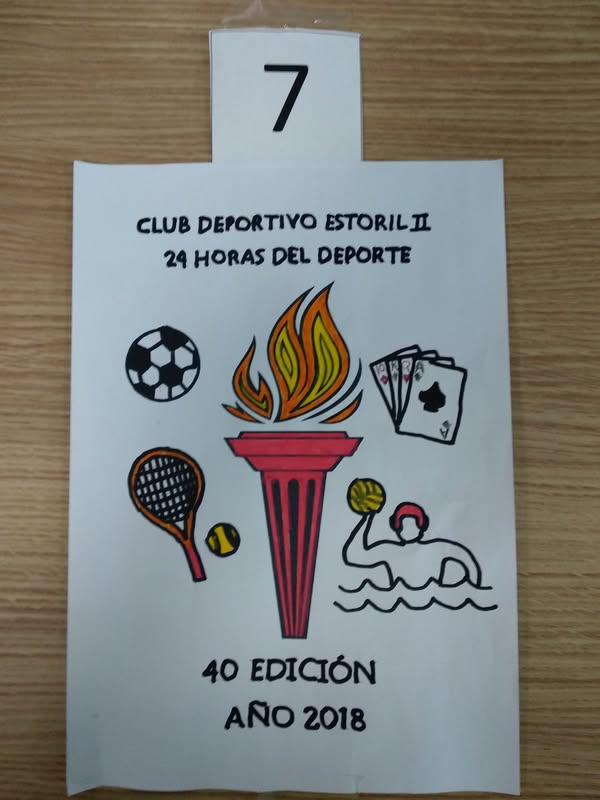 7
CLUB DEPORTIVO ESTORIL II
24 HORAS DEL DEPORTE
A
40 EDICIÓN
AÑO 2018